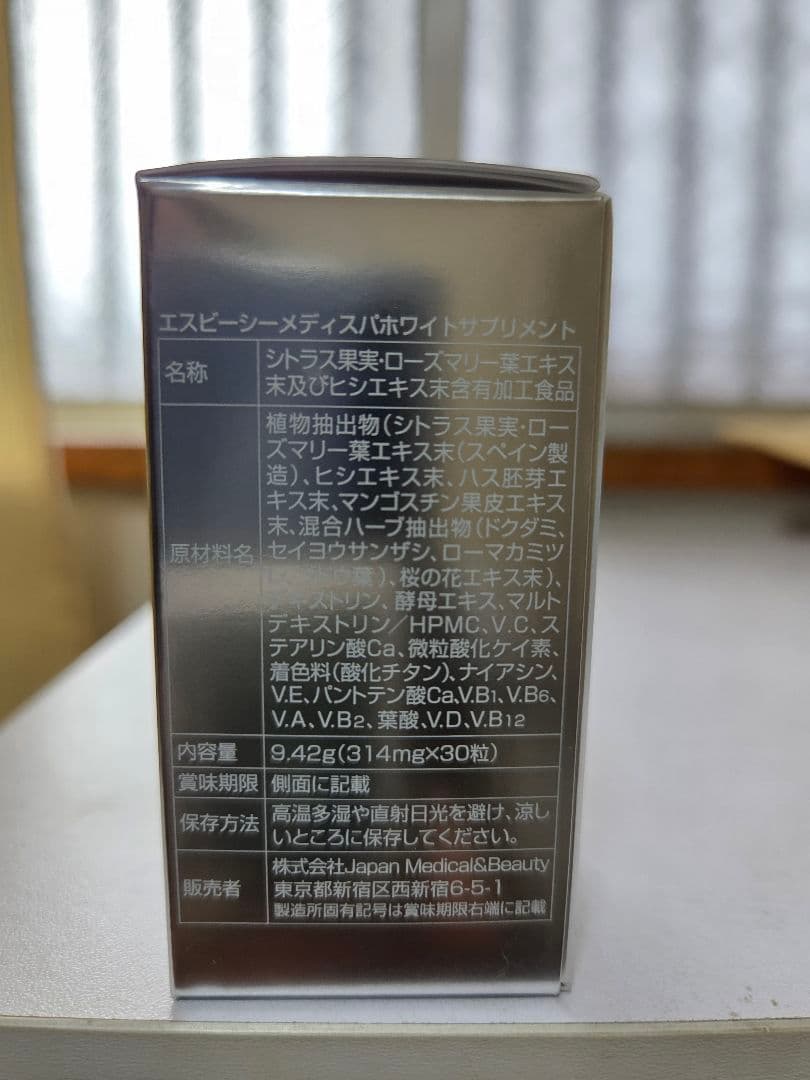 エスビーシーメディスパホワイトサプリメント
名称
シトラス果実・ローズマリー葉エキス
末及びヒシエキス末含有加工食品
原材料名
植物抽出物(シトラス果実・ロー
ズマリー葉エキス末(スペイン製
造)、ヒシエキス末、ハス胚芽エ
キス末、マンゴスチン果皮エキス
末、混合ハーブ抽出物(ドクダミ、
セイヨウサンザシ、ローマカミツ
葉)、桜の花エキス末)、
デキストリン、酵母エキス、マルト
デキストリン/HPMC、V.C、ス
テアリン酸Ca、微粒酸化ケイ素、
着色料(酸化チタン)、ナイアシン、
V.E、パントテン酸Ca、V.B1、V.B6、
V.A、V.B2、葉酸、V.D、V.B12
内容量
9.42g(314mg×30粒)
賞味期限
側面に記載
保存方法
高温多湿や直射日光を避け、涼し
いところに保存してください。
販売者
株式会社Japan Medical&Beauty
東京都新宿区西新宿6-5-1
製造所固有記号は賞味期限右端に記載